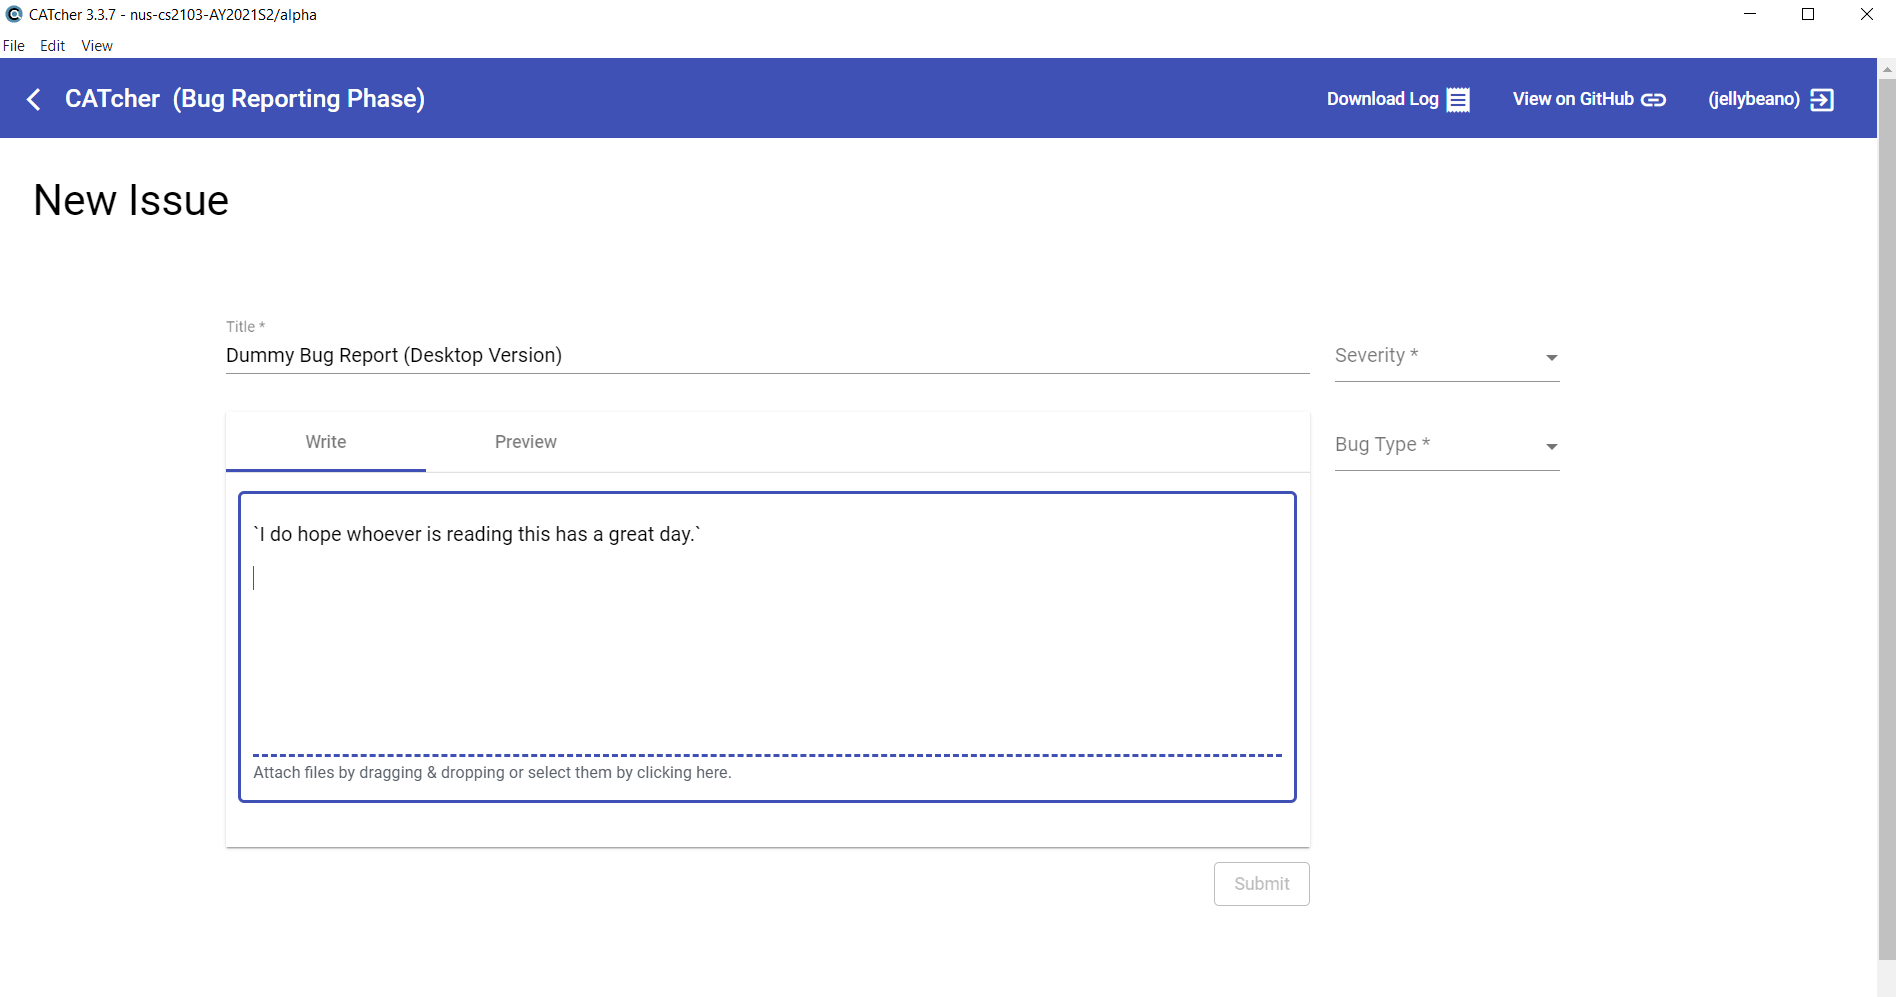 CATcher 3.3.7 - nus-cs2103-AY2021S2/alpha
File Edit View
CATcher (Bug Reporting Phase) Download Log View on GitHub (jellybeano)
New Issue
Title *
Dummy Bug Report (Desktop Version)
Severity *
Write Preview
Bug Type *
`I do hope whoever is reading this has a great day.`
Attach files by dragging & dropping or select them by clicking here.
Submit